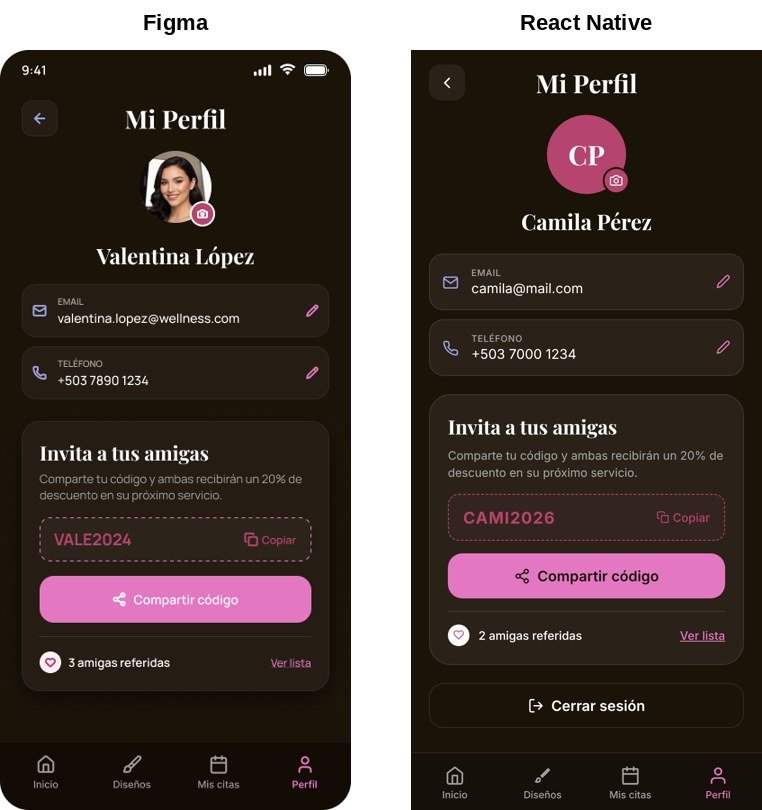 Figma
9:41
Mi Perfil
Valentina López
EMAIL
valentina.lopez@wellness.com
TELÉFONO
+503 7890 1234
Invita a tus amigas
Comparte tu código y ambas recibirán un 20% de
descuento en su próximo servicio.
VALE2024
Copiar
Compartir código
3 amigas referidas
Ver lista
Inicio
Diseños
Mis citas
Perfil
React Native
Mi Perfil
CP
Camila Pérez
EMAIL
camila@mail.com
TELÉFONO
+503 7000 1234
Invita a tus amigas
Comparte tu código y ambas recibirán un 20% de
descuento en su próximo servicio.
CAMI2026
Copiar
Compartir código
2 amigas referidas
Ver lista
Cerrar sesión
Inicio
Diseños
Mis citas
Perfil